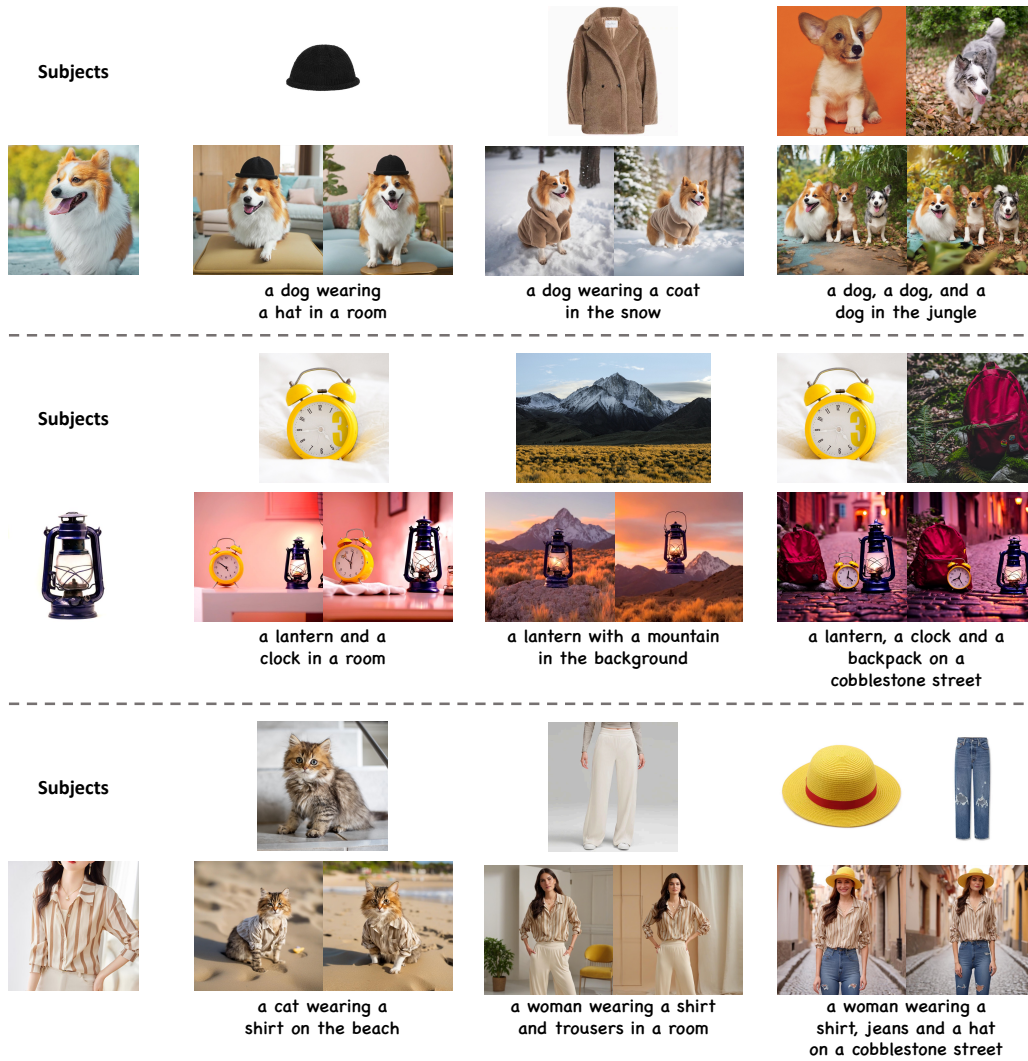 Subjects
a dog wearing
a hat in a room
a dog wearing a coat
in the snow
a dog, a dog, and a
dog in the jungle
Subjects
a lantern and a
clock in a room
a lantern with a mountain
in the background
a lantern, a clock and a
backpack on a
cobblestone street
Subjects
a cat wearing a
shirt on the beach
a woman wearing a shirt
and trousers in a room
a woman wearing a
shirt, jeans and a hat
on a cobblestone street